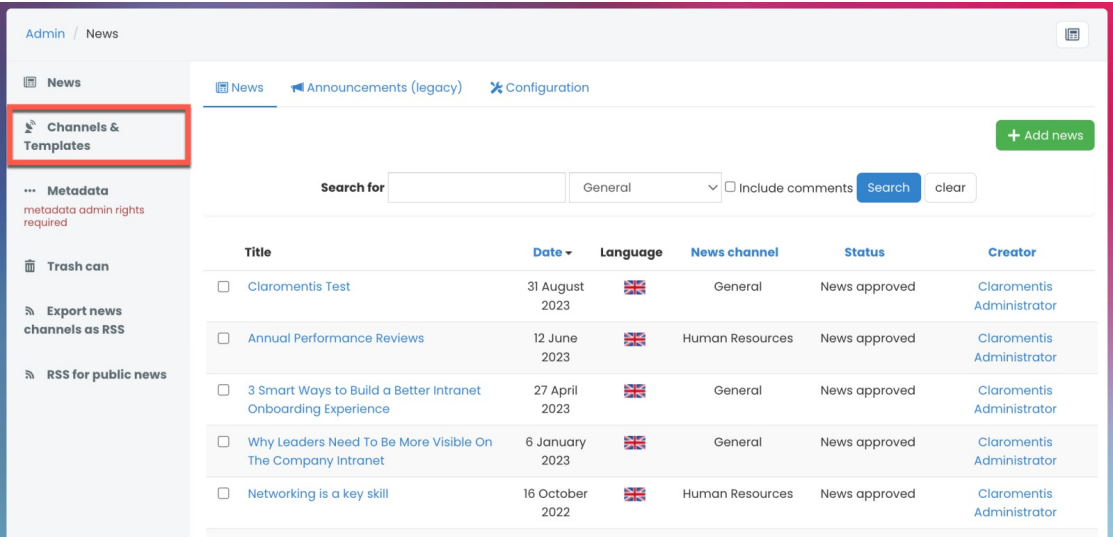 Admin / News
News
Channels &
Templates
Metadata
metadata admin rights
required
Trash can
Export news
channels as RSS
RSS for public news
News Announcements (legacy) Configuration
+ Add news
Search for General Include comments Search clear
Title Date Language News channel Status Creator
Claromentis Test 31 August General News approved Claromentis
2023 Administrator
Annual Performance Reviews 12 June Human Resources News approved Claromentis
2023 Administrator
3 Smart Ways to Build a Better Intranet 27 April General News approved Claromentis
Onboarding Experience 2023 Administrator
Why Leaders Need To Be More Visible On 6 January General News approved Claromentis
The Company Intranet 2023 Administrator
Networking is a key skill 16 October Human Resources News approved Claromentis
2022 Administrator